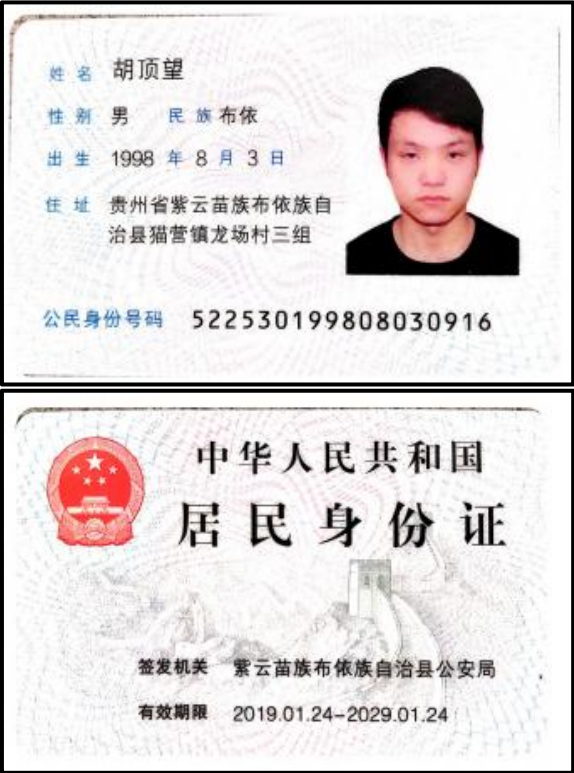 姓名 胡顶望
性别 男 民族 布依
出生 1998 年 8 月 3 日
住址 贵州省紫云苗族布依族自
治县猫营镇龙场村三组
公民身份号码 522530199808030916
中华人民共和国
居民身份证
签发机关 紫云苗族布依族自治县公安局
有效期限 2019.01.24-2029.01.24